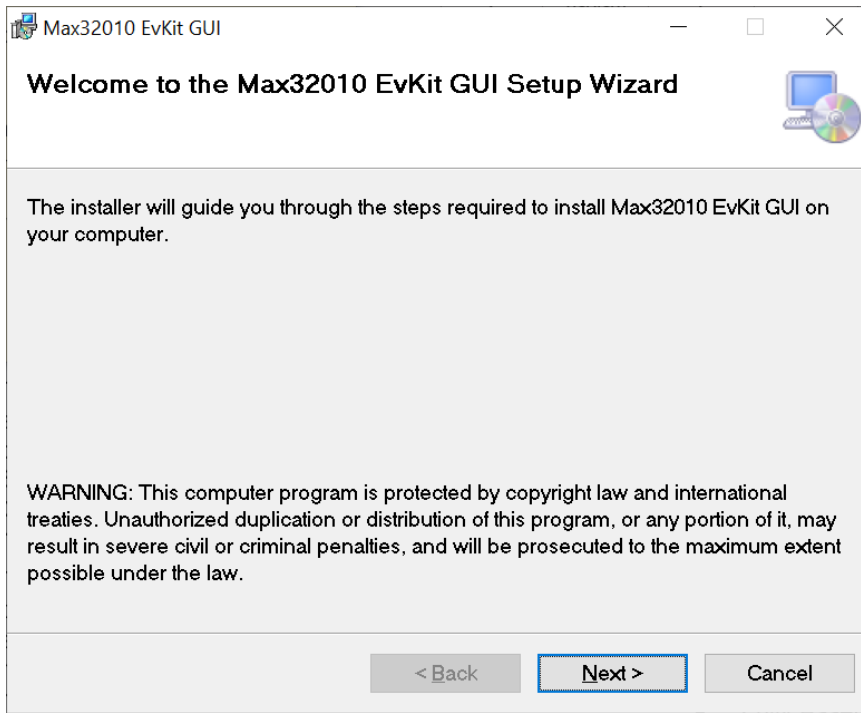 Max32010 EvKit GUI
Welcome to the Max32010 EvKit GUI Setup Wizard
The installer will guide you through the steps required to install Max32010 EvKit GUI on
your computer.
WARNING: This computer program is protected by copyright law and international
treaties. Unauthorized duplication or distribution of this program, or any portion of it, may
result in severe civil or criminal penalties, and will be prosecuted to the maximum extent
possible under the law.
< Back
Next >
Cancel